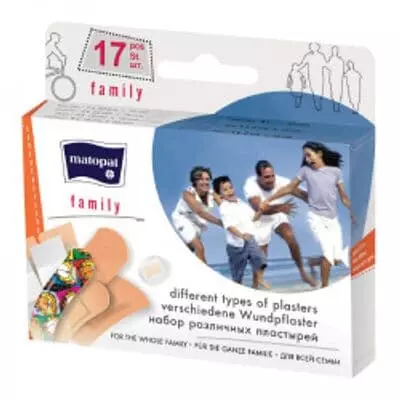 17 pcs
St.
шт.
family
matopat
family
different types of plasters
verschiedene Wundpflaster
набор различных пластырей
FOR THE WHOLE FAMILY • FÜR DIE GANZE FAMILIE • ДЛЯ ВСЕЙ СЕМЬИ